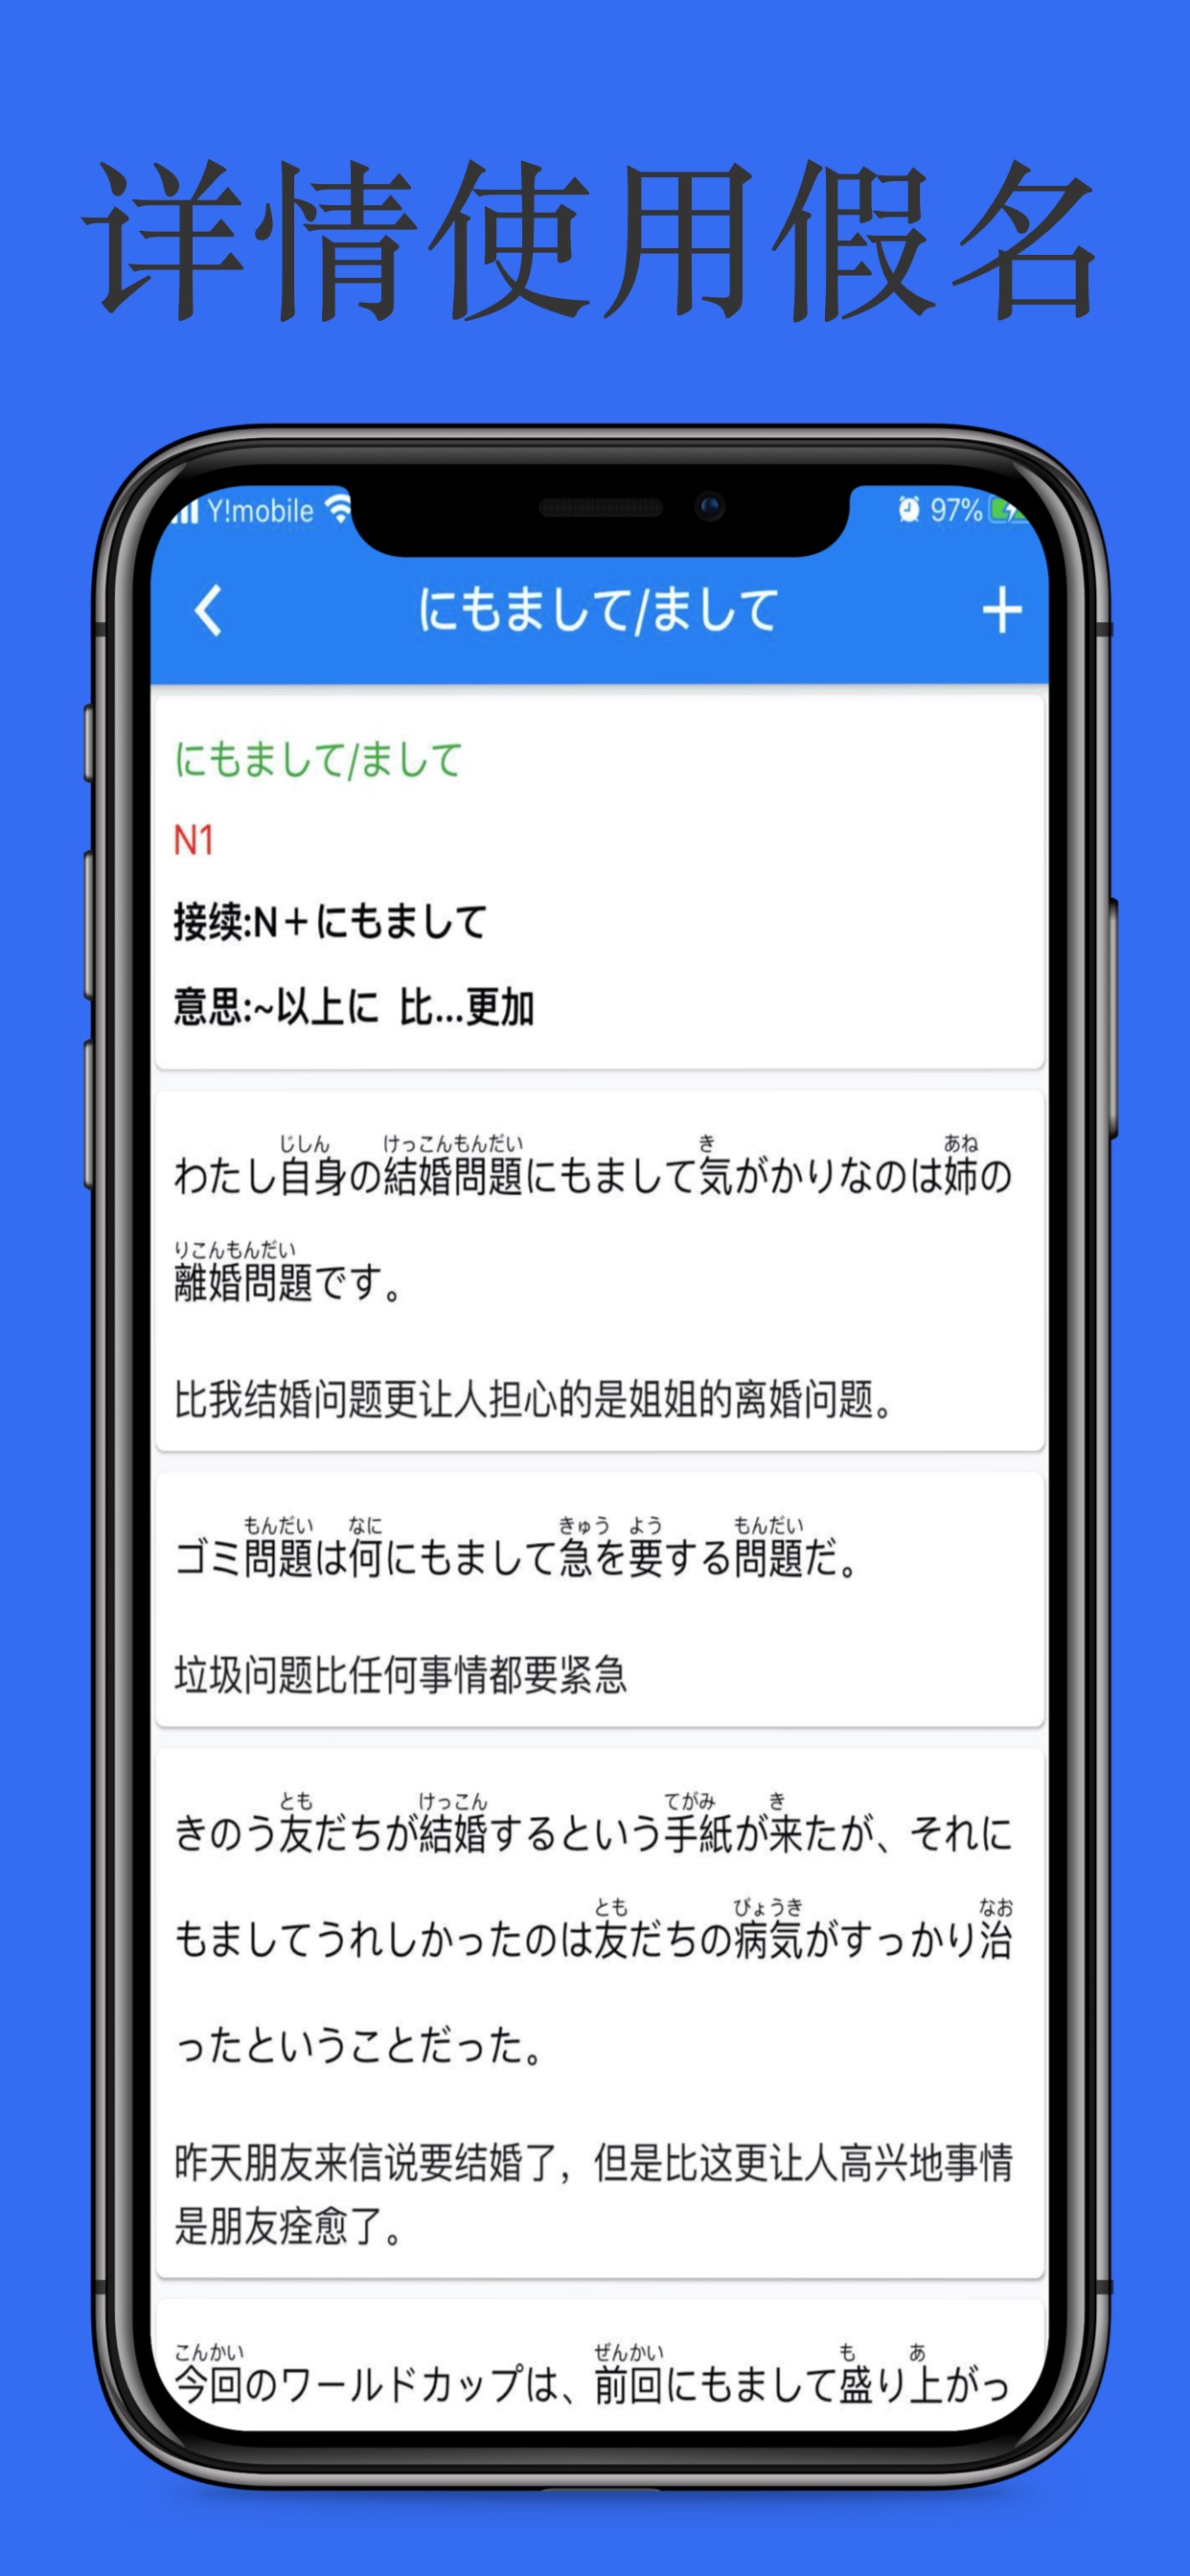 详情使用假名
Y!mobile 97%
にもまして/まして
にもまして/まして
N1
接续:N＋にもまして
意思:~以上に 比...更加
じしん けっこんもんだい き あね
わたし自身の結婚問題にもまして気がかりなのは姉の
りこんもんだい
離婚問題です。
比我结婚问题更让人担心的是姐姐的离婚问题。
もんだい なに きゅう よう もんだい
ゴミ問題は何にもまして急を要する問題だ。
垃圾问题比任何事情都要紧急
とも けっこん てがみ き
きのう友だちが結婚するという手紙が来たが、それに
とも びょうき なお
もましてうれしかったのは友だちの病気がすっかり治
ったということだった。
昨天朋友来信说要结婚了，但是比这更让人高兴地事情
是朋友痊愈了。
こんかい ぜんかい も あ
今回のワールドカップは、前回にもまして盛り上がっ